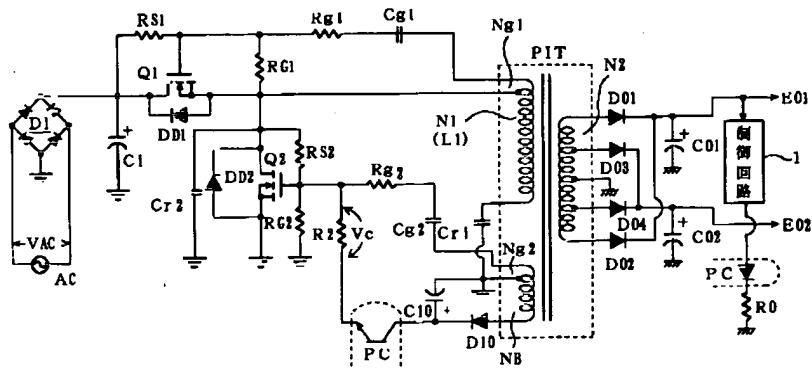 RS1
Rg1
Cg1
Ng1
PIT
Q1
RG1
N2
D1
DD1
N1
(L1)
D01
E01
C1
C01
制御回路
1
Q2
RS2
Rg2
D03
DD2
Cr2
RG2
R2
Vc
Cg2
Cr1
D04
C02
E02
D02
VAC
Ng2
AC
C10
PC
R0
PC
D10
NB